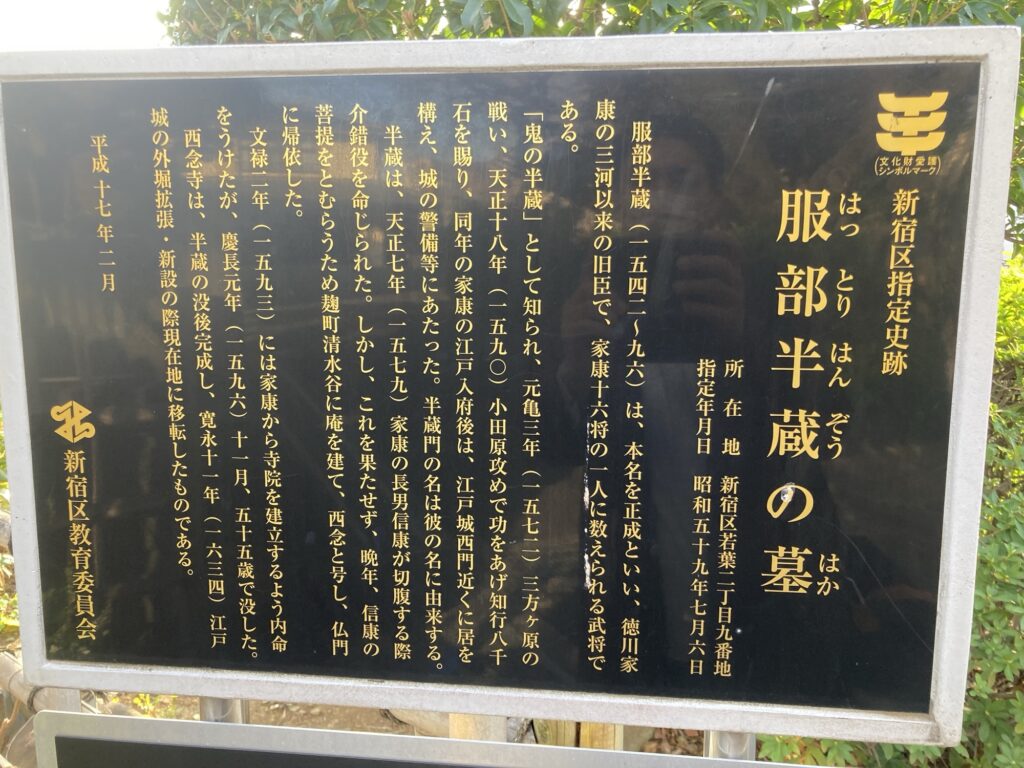 文化財愛護
シンボルマーク
新宿区指定史跡
はっ とり はん ぞう はか
服部半蔵の墓
所在地 新宿区若葉二丁目九番地
指定年月日 昭和五十九年七月六日
服部半蔵（一五四二〜九六）は、本名を正成といい、徳川家
康の三河以来の旧臣で、家康十六将の一人に数えられる武将で
ある。
「鬼の半蔵」として知られ、元亀三年（一五七二）三方ヶ原の
戦い、天正十八年（一五九〇）小田原攻めで功をあげ知行八千
石を賜り、同年の家康の江戸入府後は、江戸城西門近くに居を
構え、城の警備等にあたった。半蔵門の名は彼の名に由来する。
半蔵は、天正七年（一五七九）家康の長男信康が切腹する際
介錯役を命じられた。しかし、これを果たせず、晩年、信康の
菩提をとむらうため麹町清水谷に庵を建て、西念と号し、仏門
に帰依した。
文禄二年（一五九三）には家康から寺院を建立するよう内命
をうけたが、慶長元年（一五九六）十一月、五十五歳で没した。
西念寺は、半蔵の没後完成し、寛永十一年（一六三四）江戸
城の外堀拡張・新設の際現在地に移転したものである。
平成十七年二月
新宿区教育委員会